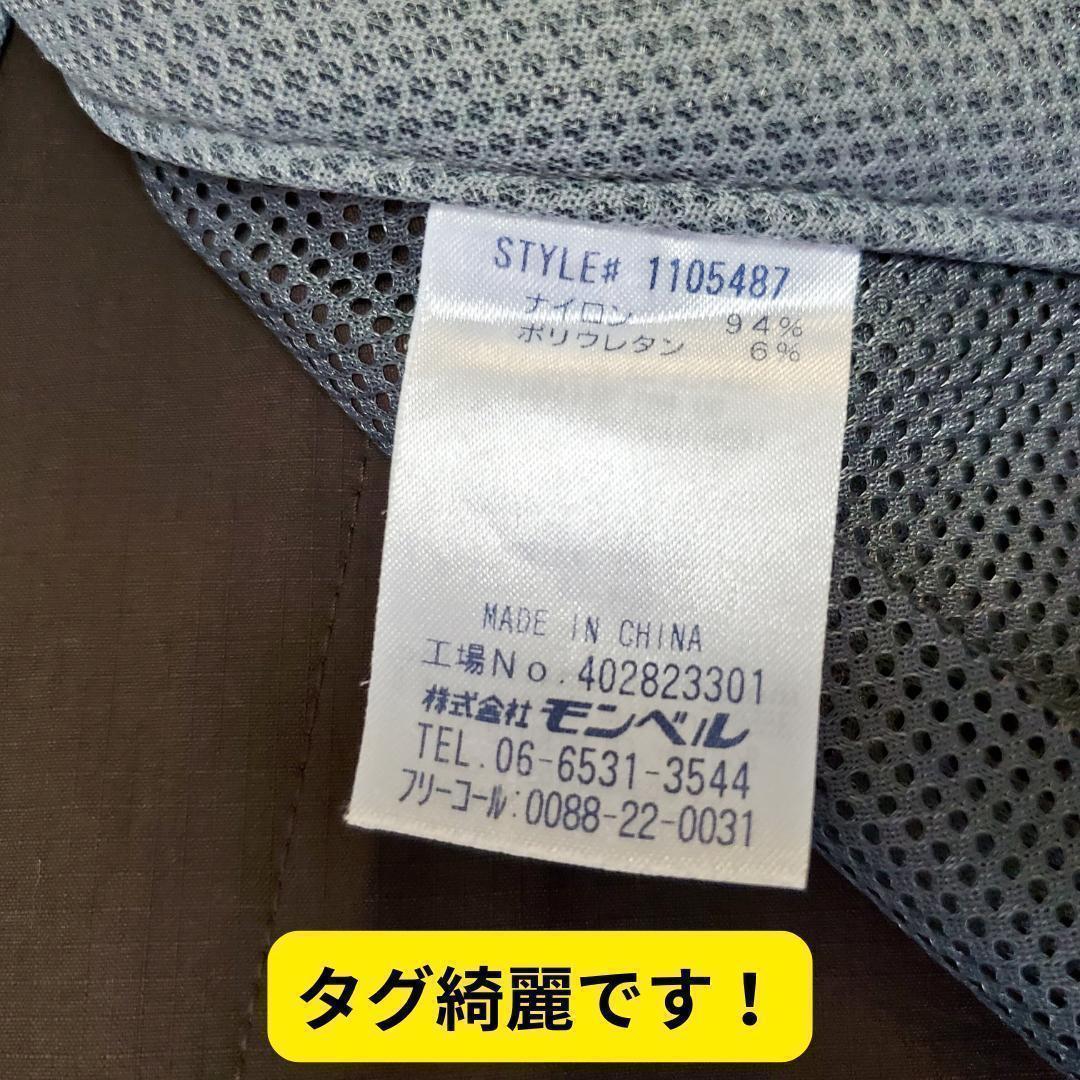 STYLE# 1105487
ナイロン 94%
ポリウレタン 6%
MADE IN CHINA
工場No.402823301
株式会社モンベル
TEL.06-6531-3544
フリーコール:0088-22-0031
タグ綺麗です！